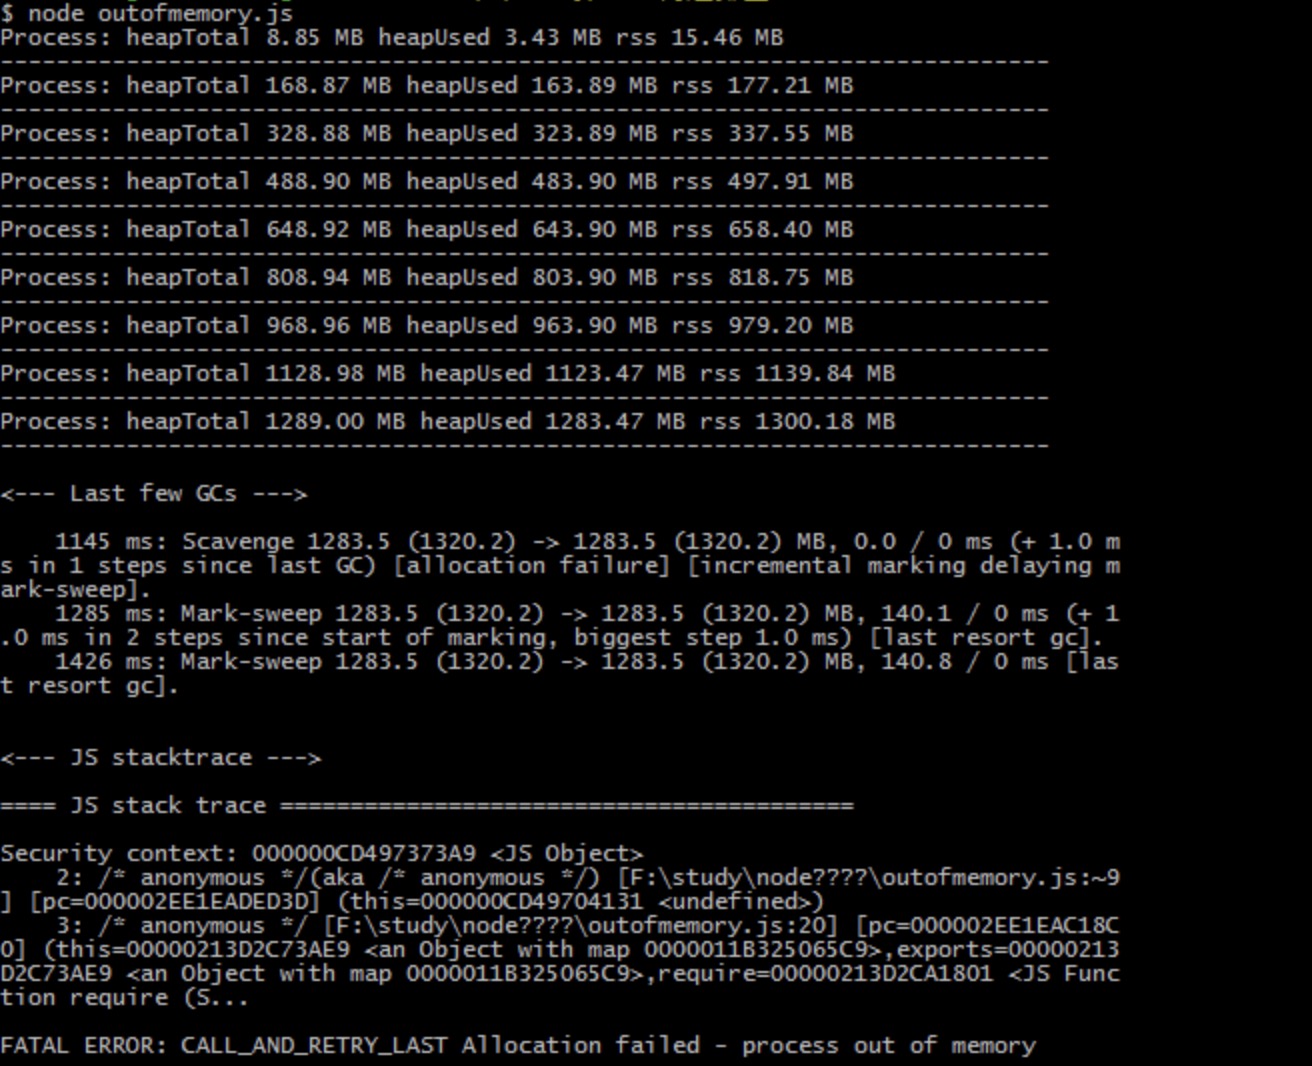 $ node outofmemory.js
Process: heapTotal 8.85 MB heapUsed 3.43 MB rss 15.46 MB
---------------------------------------------------------------------------
Process: heapTotal 168.87 MB heapUsed 163.89 MB rss 177.21 MB
---------------------------------------------------------------------------
Process: heapTotal 328.88 MB heapUsed 323.89 MB rss 337.55 MB
---------------------------------------------------------------------------
Process: heapTotal 488.90 MB heapUsed 483.90 MB rss 497.91 MB
---------------------------------------------------------------------------
Process: heapTotal 648.92 MB heapUsed 643.90 MB rss 658.40 MB
---------------------------------------------------------------------------
Process: heapTotal 808.94 MB heapUsed 803.90 MB rss 818.75 MB
---------------------------------------------------------------------------
Process: heapTotal 968.96 MB heapUsed 963.90 MB rss 979.20 MB
---------------------------------------------------------------------------
Process: heapTotal 1128.98 MB heapUsed 1123.47 MB rss 1139.84 MB
---------------------------------------------------------------------------
Process: heapTotal 1289.00 MB heapUsed 1283.47 MB rss 1300.18 MB
---------------------------------------------------------------------------
<--- Last few GCs --->
    1145 ms: Scavenge 1283.5 (1320.2) -> 1283.5 (1320.2) MB, 0.0 / 0 ms (+ 1.0 m
s in 1 steps since last GC) [allocation failure] [incremental marking delaying m
ark-sweep].
    1285 ms: Mark-sweep 1283.5 (1320.2) -> 1283.5 (1320.2) MB, 140.1 / 0 ms (+ 1
.0 ms in 2 steps since start of marking, biggest step 1.0 ms) [last resort gc].
    1426 ms: Mark-sweep 1283.5 (1320.2) -> 1283.5 (1320.2) MB, 140.8 / 0 ms [las
t resort gc].
<--- JS stacktrace --->
==== JS stack trace =========================================
Security context: 000000CD497373A9 <JS Object>
    2: /* anonymous */(aka /* anonymous */) [F:\study\node????\outofmemory.js:~9
] [pc=000002EE1EADED3D] (this=000000CD49704131 <undefined>)
    3: /* anonymous */ [F:\study\node????\outofmemory.js:20] [pc=000002EE1EAC18C
0] (this=00000213D2C73AE9 <an Object with map 0000011B325065C9>,exports=00000213
D2C73AE9 <an Object with map 0000011B325065C9>,require=00000213D2CA1801 <JS Func
tion require (S...
FATAL ERROR: CALL_AND_RETRY_LAST Allocation failed - process out of memory